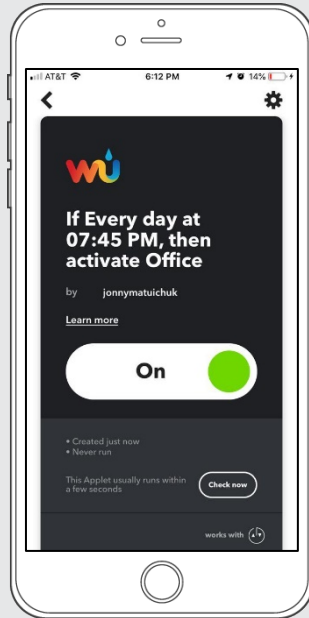 AT&T 6:12 PM 14%
wu
If Every day at
07:45 PM, then
activate Office
by jonnymatuichuk
Learn more
On
• Created just now
• Never run
This Applet usually runs within
a few seconds
Check now
works with